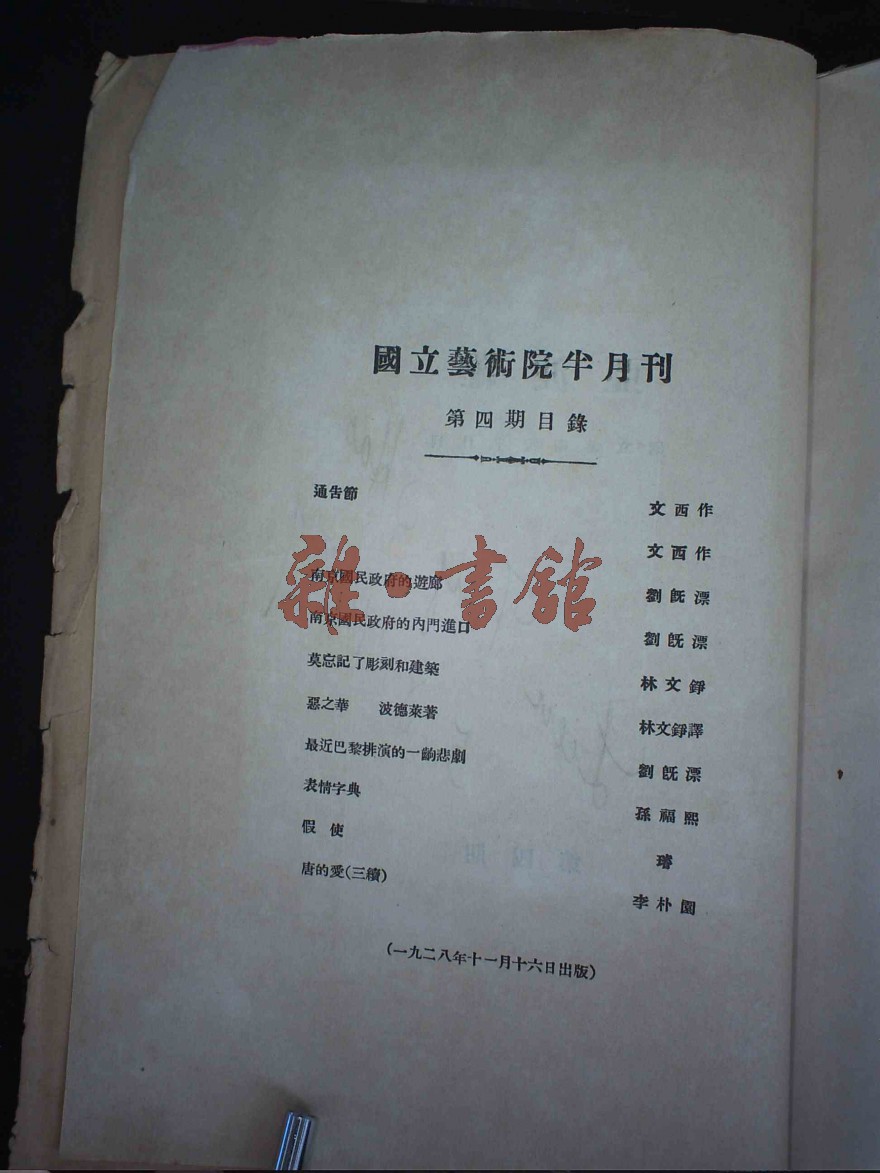 國立藝術院半月刊
第四期目錄
通告節 文西作
文西作
南京國民政府的遊廊 劉旣漂
南京國民政府的內門進口 劉旣漂
莫忘記了彫刻和建築 林文錚
惡之華 波德萊著 林文錚譯
最近巴黎排演的一齣悲劇 劉旣漂
表情字典 孫福熙
假使 璿
唐的愛(三續) 李朴園
(一九二八年十一月十六日出版)
雜·書館